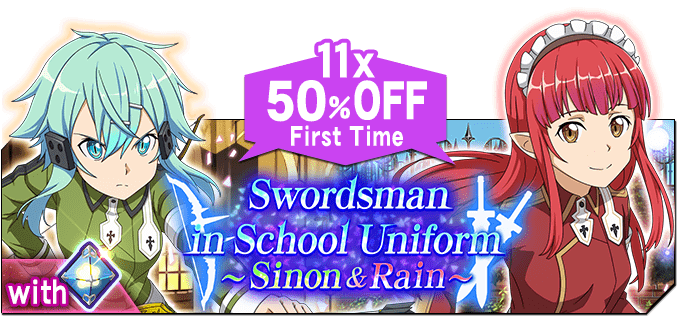 11x
50%OFF
First Time
Swordsman
in School Uniform
~Sinon & Rain~
with